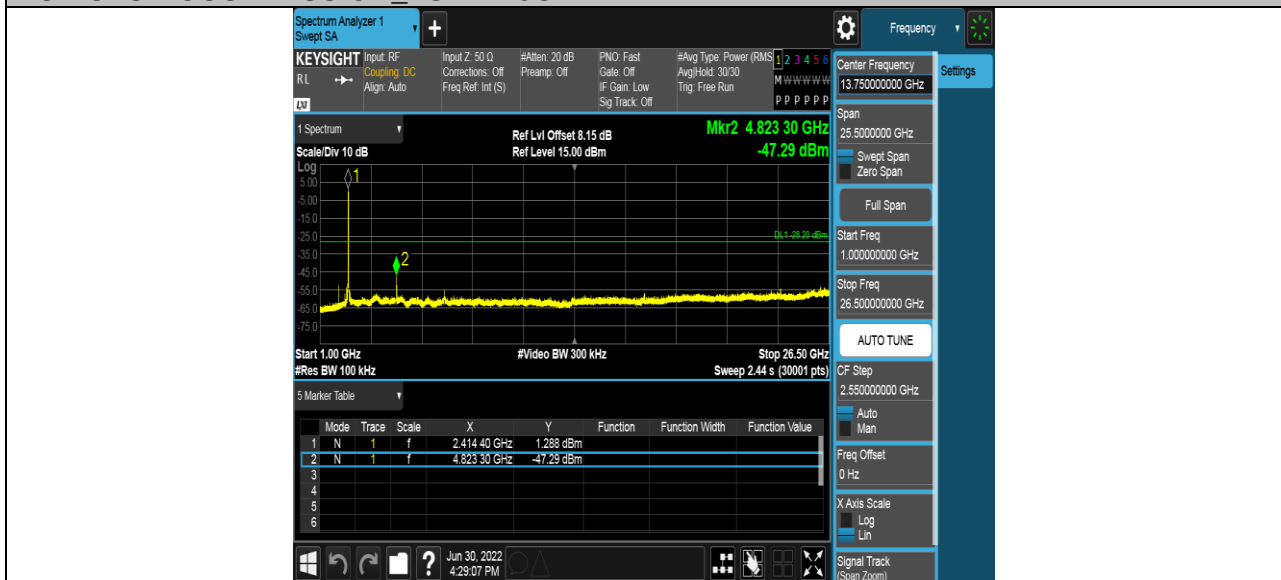 Spectrum Analyzer 1
Swept SA
+
Frequency
KEYSIGHT
RL
LXI
Input: RF
Coupling: DC
Align: Auto
Input Z: 50 Ω
Corrections: Off
Freq Ref: Int (S)
#Atten: 20 dB
Preamp: Off
PNO: Fast
Gate: Off
IF Gain: Low
Sig Track: Off
#Avg Type: Power (RMS
Avg|Hold: 30/30
Trig: Free Run
1 2 3 4 5 6
M W W W W W
P P P P P P
Center Frequency
13.750000000 GHz
Settings
Span
25.5000000 GHz
Swept Span
Zero Span
Full Span
Start Freq
1.000000000 GHz
Stop Freq
26.500000000 GHz
AUTO TUNE
CF Step
2.550000000 GHz
Auto
Man
Freq Offset
0 Hz
X Axis Scale
Log
Lin
Signal Track
(Span Zoom)
1 Spectrum
Scale/Div 10 dB
Ref Lvl Offset 8.15 dB
Ref Level 15.00 dBm
Mkr2 4.823 30 GHz
-47.29 dBm
Log
5.00
-5.00
-15.0
-25.0
-35.0
-45.0
-55.0
-65.0
-75.0
1
2
DL1 -28.20 dBm
Start 1.00 GHz
#Video BW 300 kHz
Stop 26.50 GHz
#Res BW 100 kHz
Sweep 2.44 s (30001 pts)
5 Marker Table
Mode Trace Scale X Y Function Function Width Function Value
1 N 1 f 2.414 40 GHz 1.288 dBm
2 N 1 f 4.823 30 GHz -47.29 dBm
3
4
5
6
?
Jun 30, 2022
4:29:07 PM